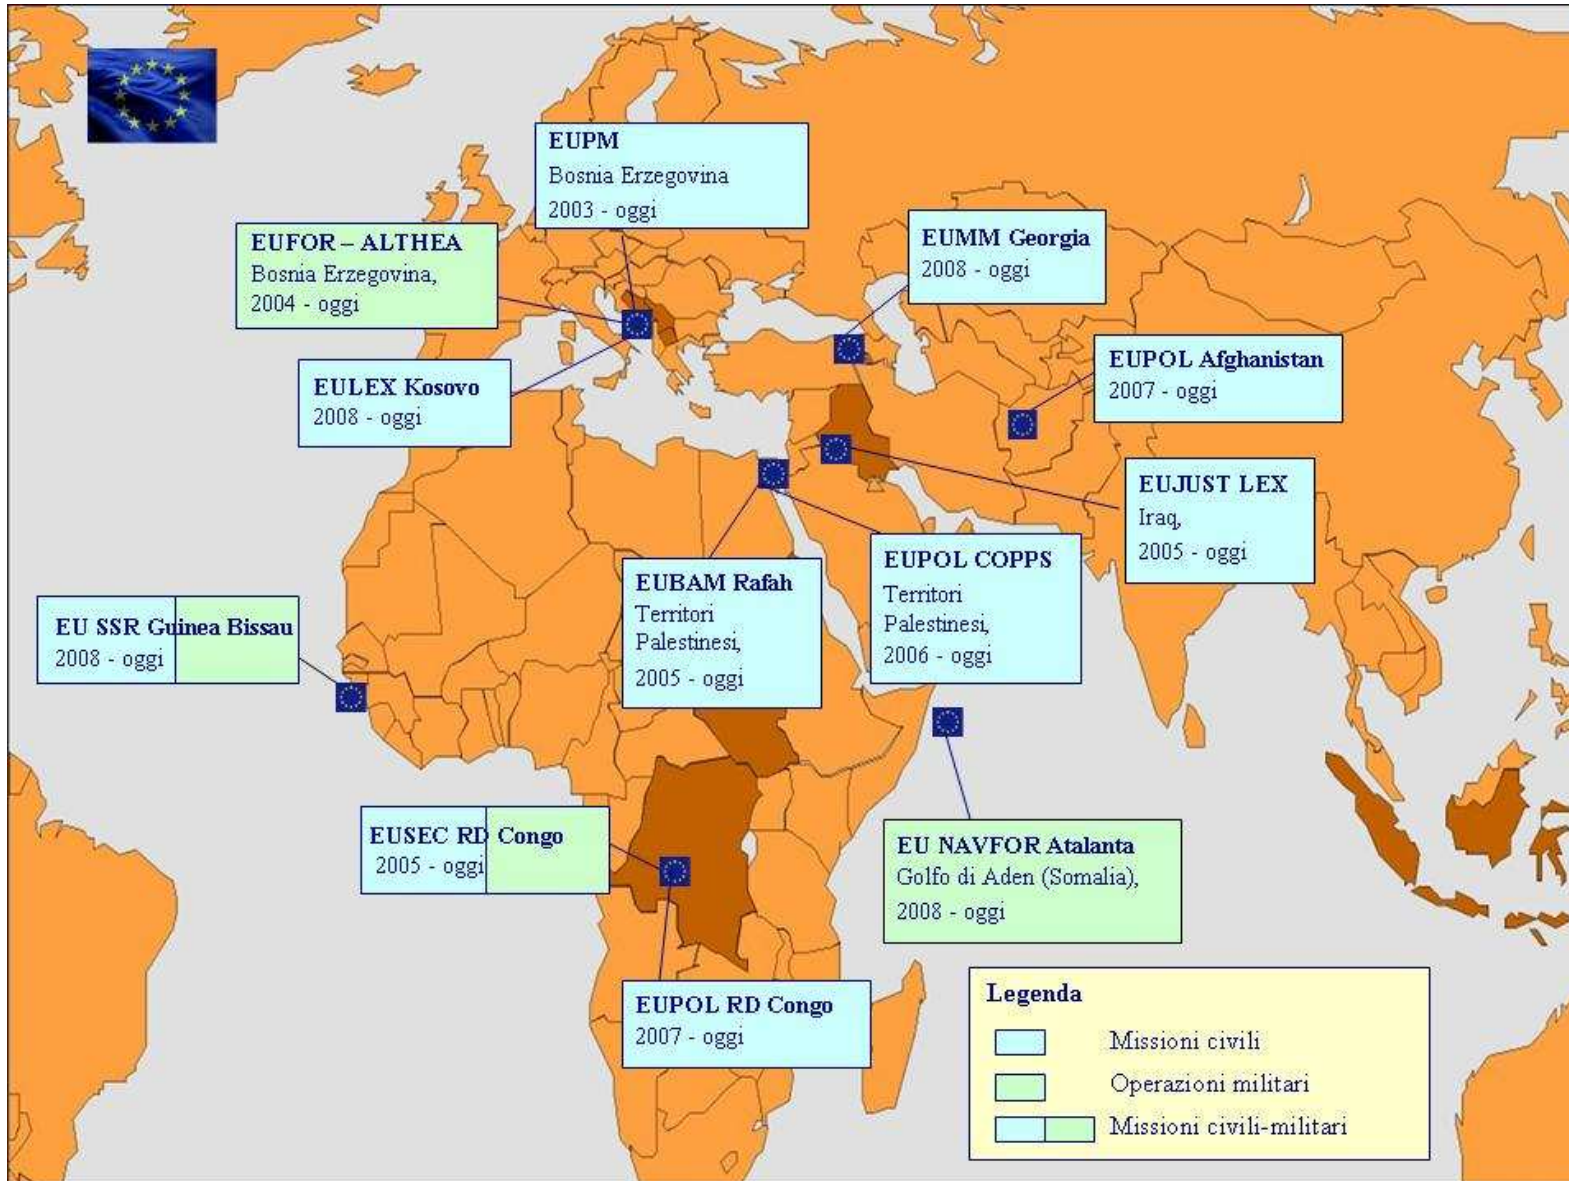 EUPM
Bosnia Erzegovina
2003 - oggi
EUFOR – ALTHEA
Bosnia Erzegovina,
2004 - oggi
EUMM Georgia
2008 - oggi
EULEX Kosovo
2008 - oggi
EUPOL Afghanistan
2007 - oggi
EUJUST LEX
Iraq,
2005 - oggi
EUBAM Rafah
Territori
Palestinesi,
2005 - oggi
EUPOL COPPS
Territori
Palestinesi,
2006 - oggi
EU SSR Guinea Bissau
2008 - oggi
EUSEC RD Congo
2005 - oggi
EU NAVFOR Atalanta
Golfo di Aden (Somalia),
2008 - oggi
EUPOL RD Congo
2007 - oggi
Legenda
Missioni civili
Operazioni militari
Missioni civili-militari